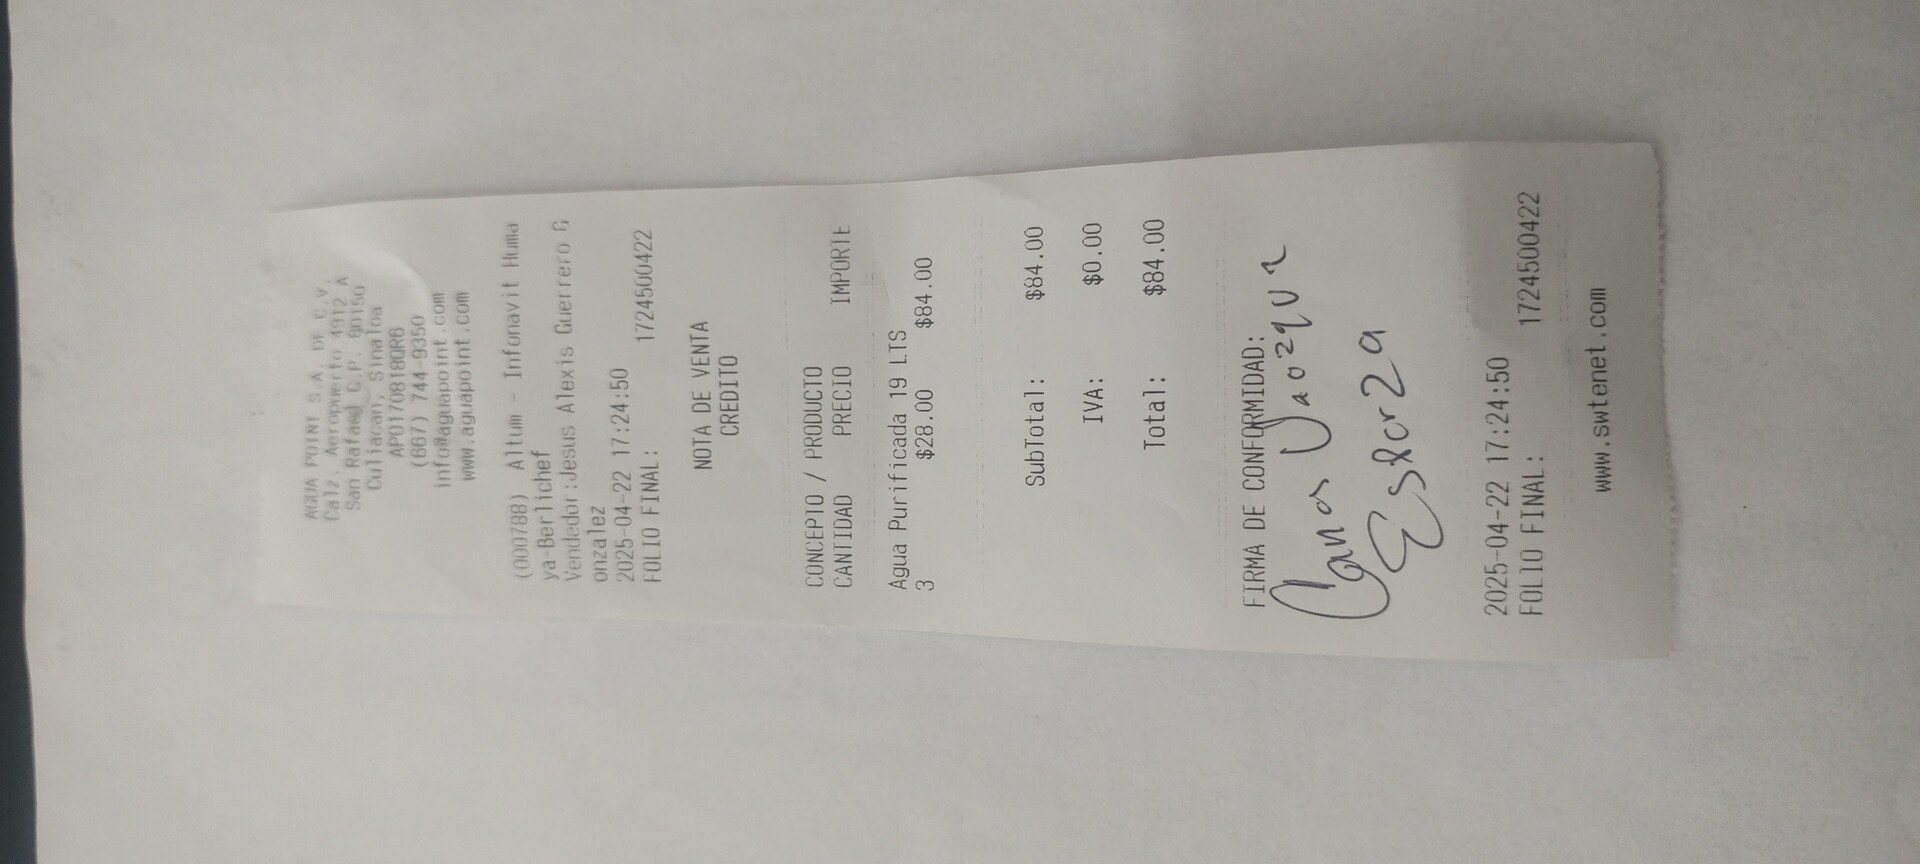 AGUA POINT S.A. DE C.V.
Calz. Aeropuerto 4912 A
San Rafael C.P. 80150
Culiacan, Sinaloa
APO170818QR6
(667) 744-9350
info@aguapoint.com
www.aguapoint.com
(000788) Altum - Infonavit Huma
ya-Berlichef
Vendedor:Jesus Alexis Guerrero G
onzalez
2025-04-22 17:24:50
FOLIO FINAL: 1724500422
NOTA DE VENTA
CREDITO
CONCEPTO / PRODUCTO
CANTIDAD PRECIO IMPORTE
Agua Purificada 19 LTS
3 $28.00 $84.00
SubTotal: $84.00
IVA: $0.00
Total: $84.00
FIRMA DE CONFORMIDAD:
2025-04-22 17:24:50
FOLIO FINAL: 1724500422
www.swtenet.com